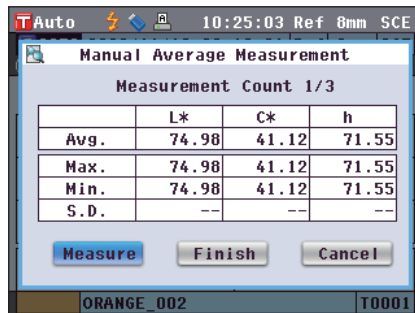 TAuto 10:25:03 Ref 8mm SCE
Manual Average Measurement
Measurement Count 1/3
L* C* h
Avg. 74.98 41.12 71.55
Max. 74.98 41.12 71.55
Min. 74.98 41.12 71.55
S.D. -- -- --
Measure Finish Cancel
ORANGE_002 T0001